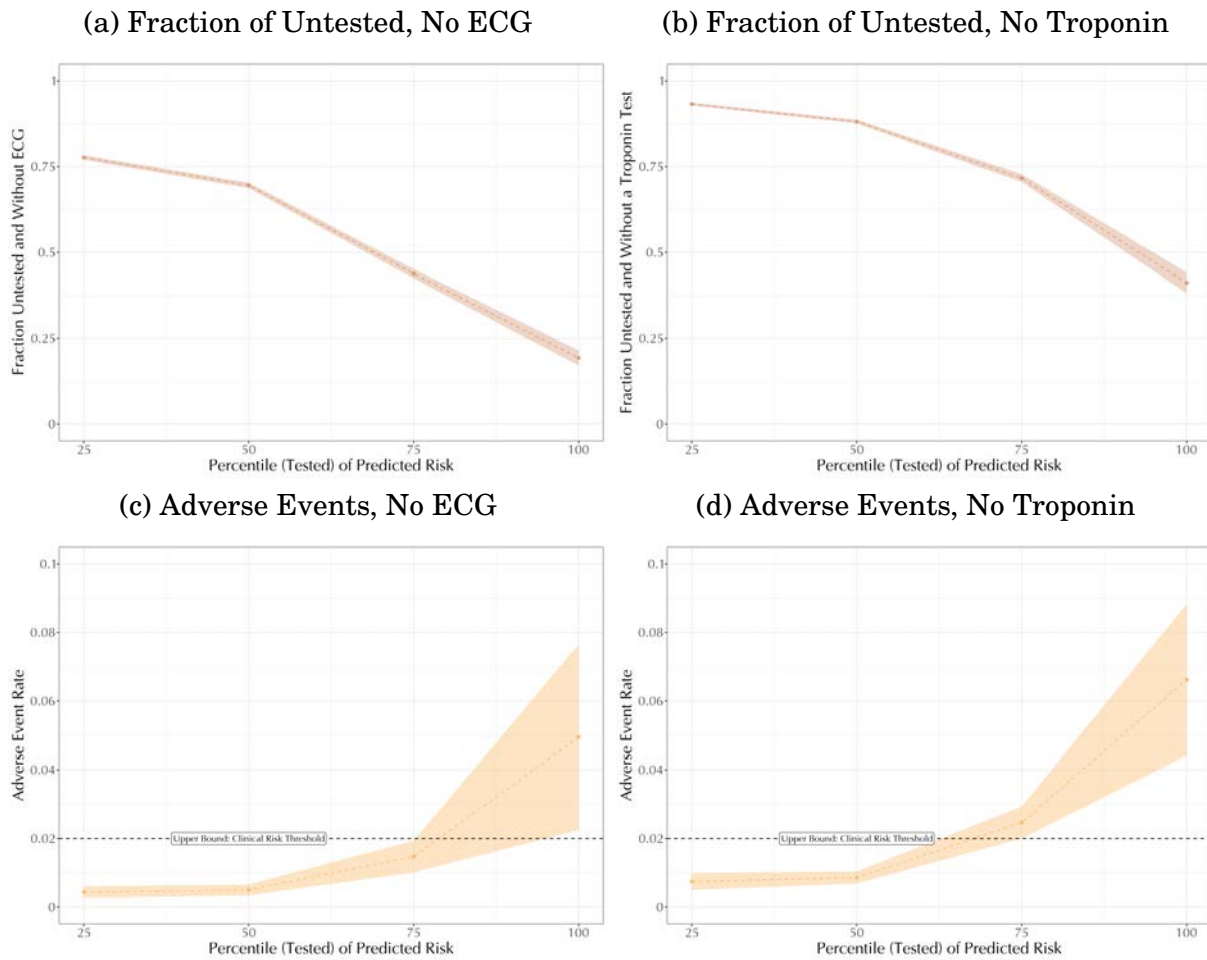 (a) Fraction of Untested, No ECG
(b) Fraction of Untested, No Troponin
Fraction Untested and Without ECG
1
0.75
0.5
0.25
0
25
50
75
100
Percentile (Tested) of Predicted Risk
Fraction Untested and Without a Troponin Test
1
0.75
0.5
0.25
0
25
50
75
100
Percentile (Tested) of Predicted Risk
(c) Adverse Events, No ECG
(d) Adverse Events, No Troponin
Adverse Event Rate
0.1
0.08
0.06
0.04
0.02
0
Upper Bound: Clinical Risk Threshold
25
50
75
100
Percentile (Tested) of Predicted Risk
Adverse Event Rate
0.1
0.08
0.06
0.04
0.02
0
Upper Bound: Clinical Risk Threshold
25
50
75
100
Percentile (Tested) of Predicted Risk